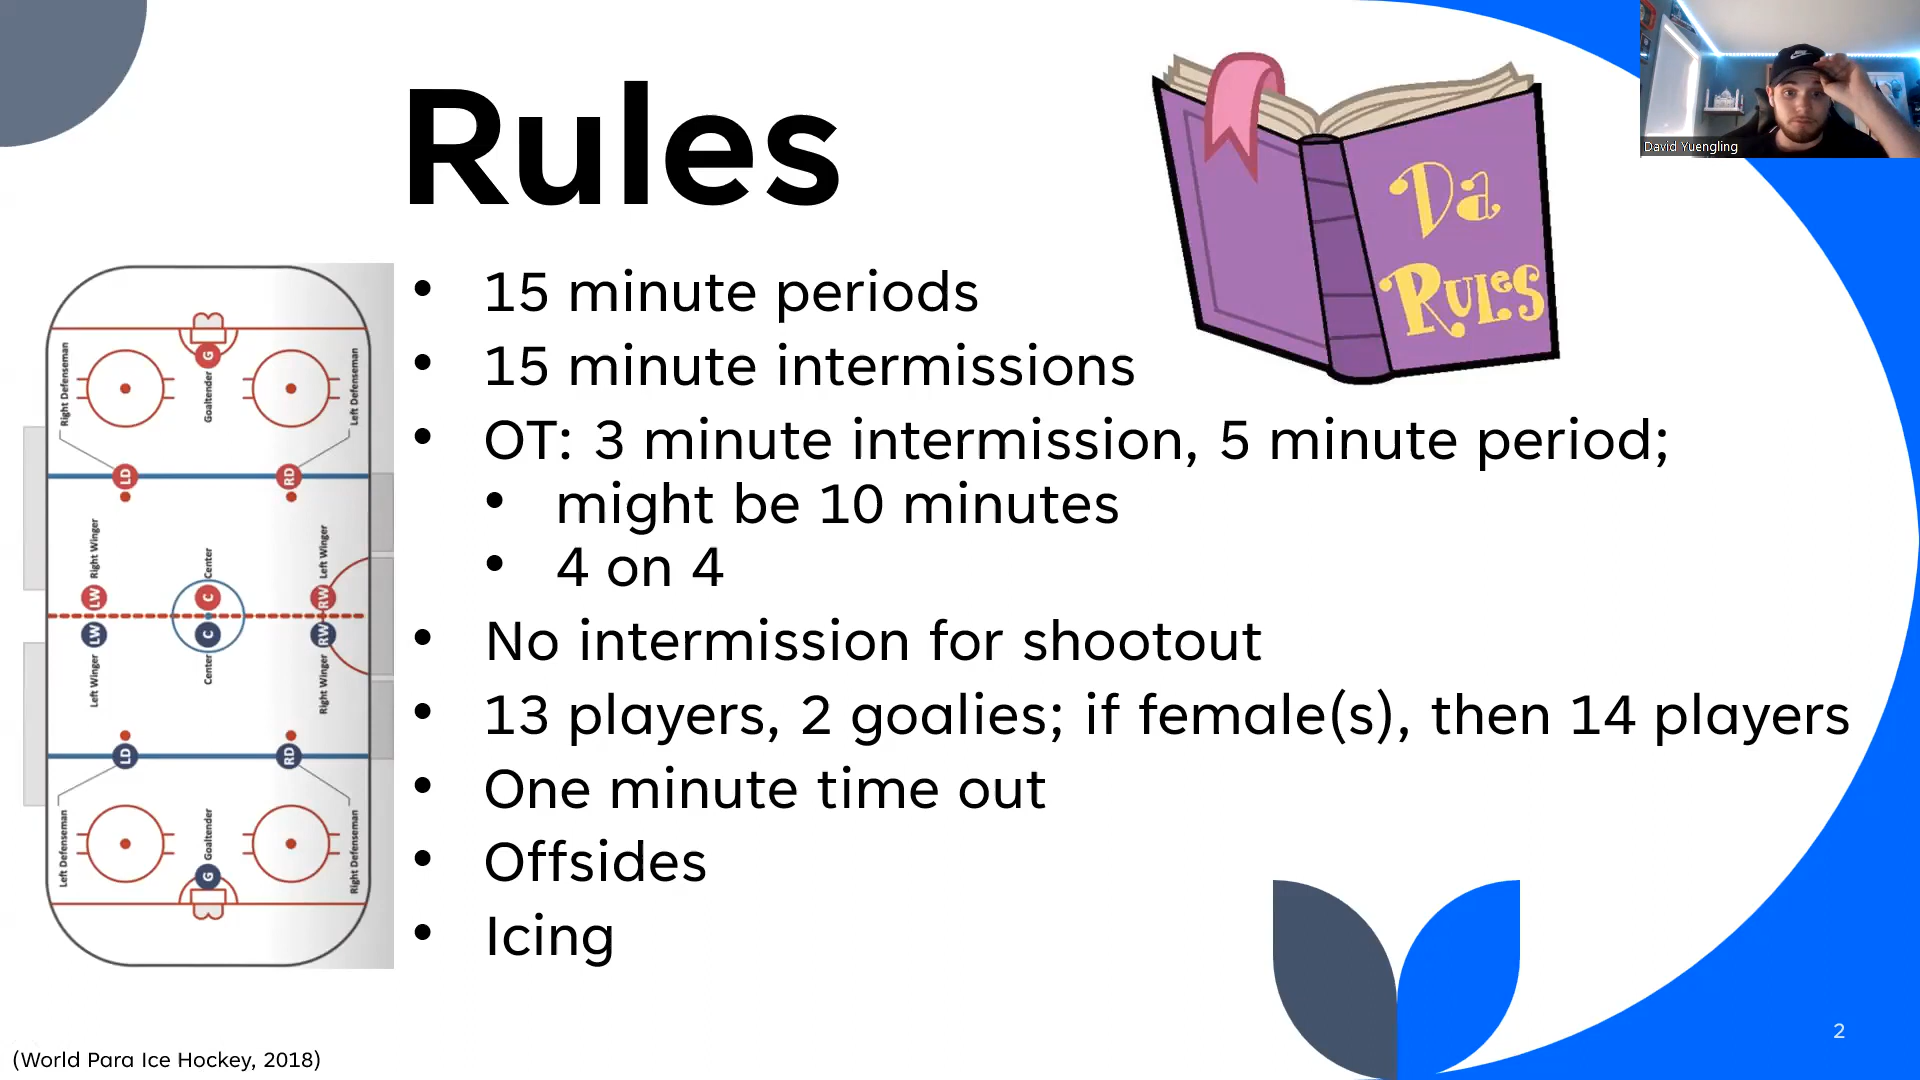 Rules
Da
Rules
David Yuengling
• 15 minute periods
• 15 minute intermissions
• OT: 3 minute intermission, 5 minute period;
• might be 10 minutes
• 4 on 4
• No intermission for shootout
• 13 players, 2 goalies; if female(s), then 14 players
• One minute time out
• Offsides
• Icing
G
Right Defenseman
Goaltender
Left Defenseman
LD
RD
Right Winger
Center
Left Winger
LW
C
RW
LW
C
RW
Left Winger
Center
Right Winger
LD
RD
Left Defenseman
Goaltender
Right Defenseman
G
(World Para Ice Hockey, 2018)
2